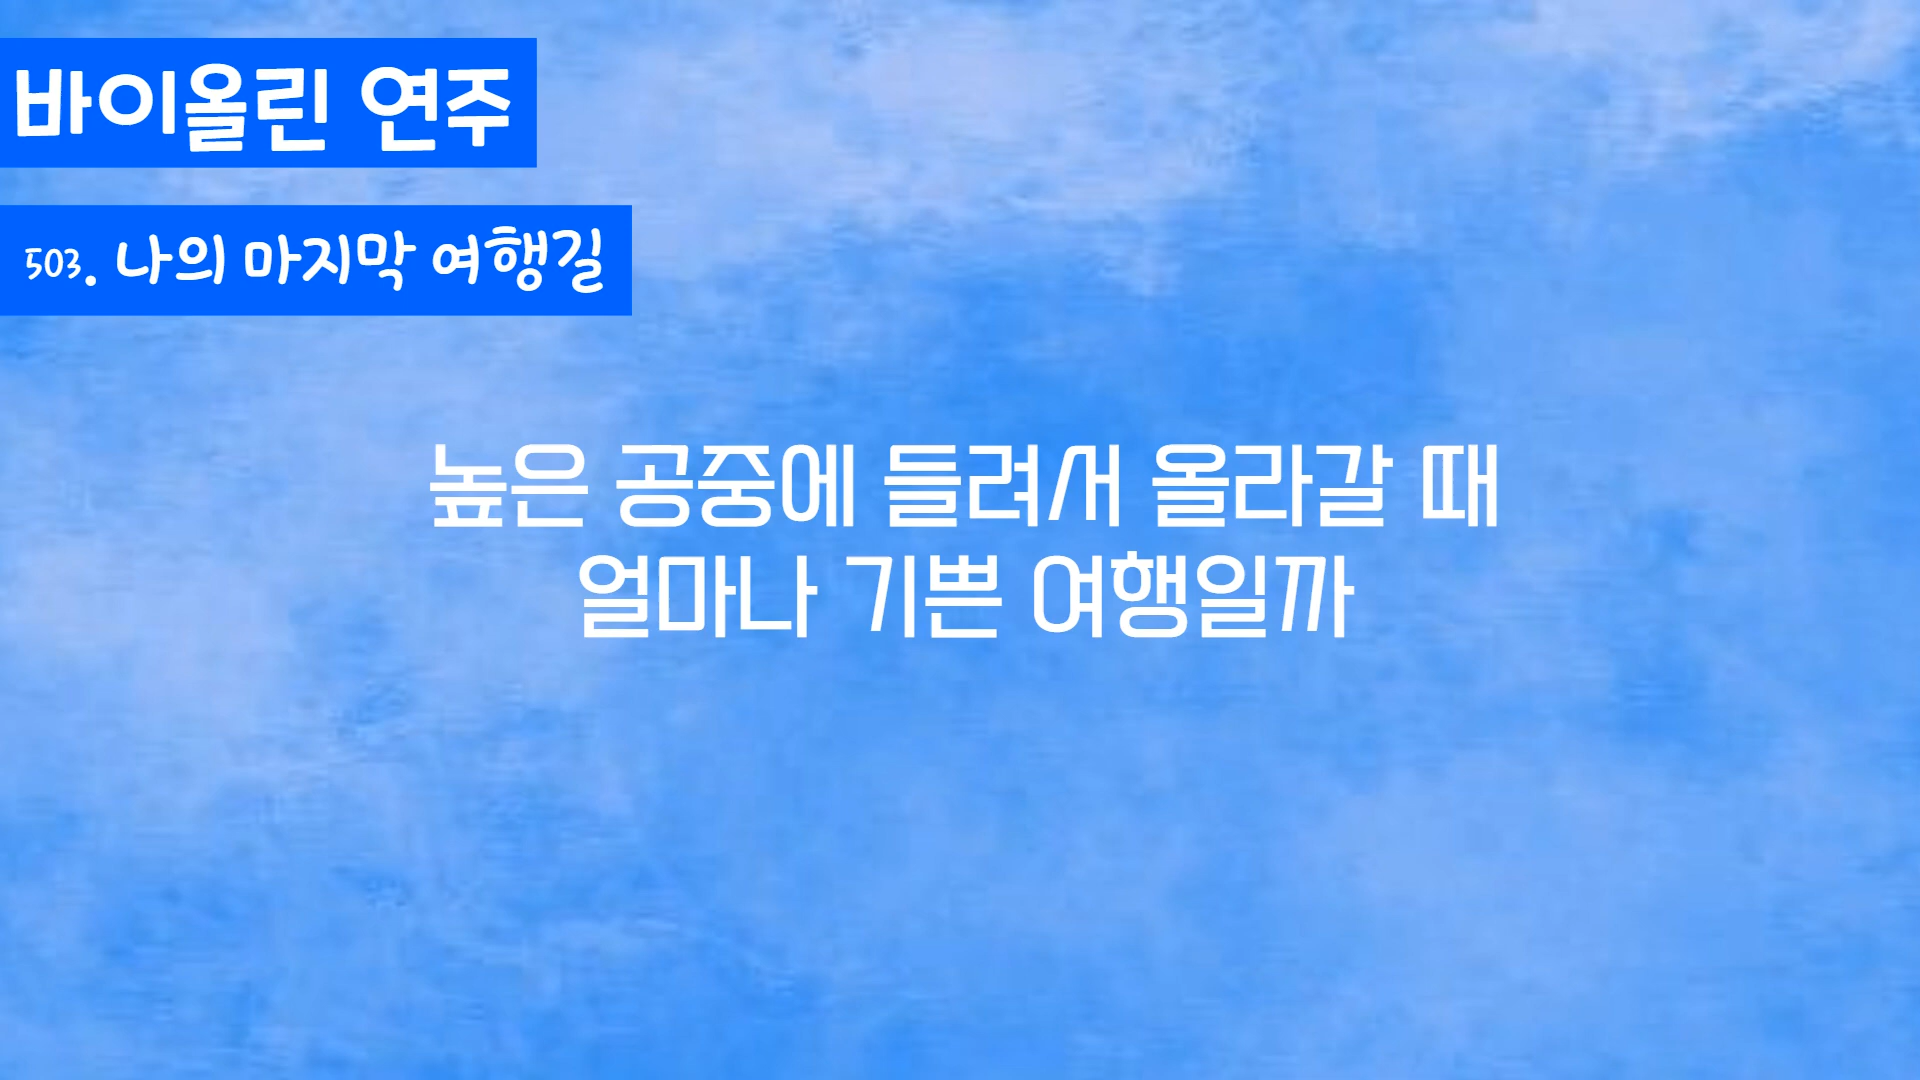 바이올린 연주
503. 나의 마지막 여행길
높은 공중에 들려서 올라갈 때
얼마나 기쁜 여행일까